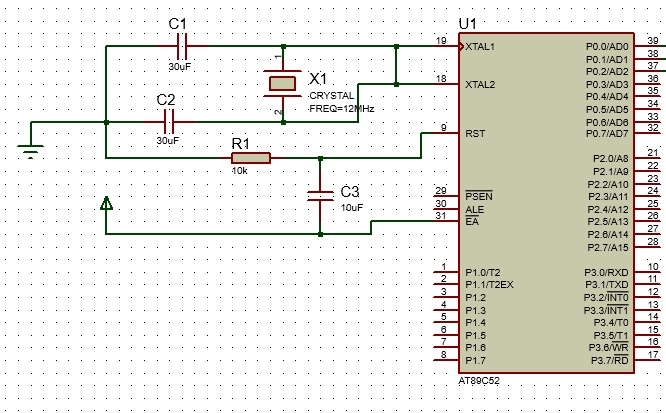 C1
30uF
1
X1
CRYSTAL
FREQ=12MHz
2
C2
30uF
R1
10k
C3
10uF
U1
19 XTAL1 P0.0/AD0 39
P0.1/AD1 38
P0.2/AD2 37
18 XTAL2 P0.3/AD3 36
P0.4/AD4 35
P0.5/AD5 34
P0.6/AD6 33
9 RST P0.7/AD7 32
P2.0/A8 21
P2.1/A9 22
P2.2/A10 23
29 PSEN P2.3/A11 24
30 ALE P2.4/A12 25
31 EA P2.5/A13 26
P2.6/A14 27
P2.7/A15 28
1 P1.0/T2 P3.0/RXD 10
2 P1.1/T2EX P3.1/TXD 11
3 P1.2 P3.2/INT0 12
4 P1.3 P3.3/INT1 13
5 P1.4 P3.4/T0 14
6 P1.5 P3.5/T1 15
7 P1.6 P3.6/WR 16
8 P1.7 P3.7/RD 17
AT89C52